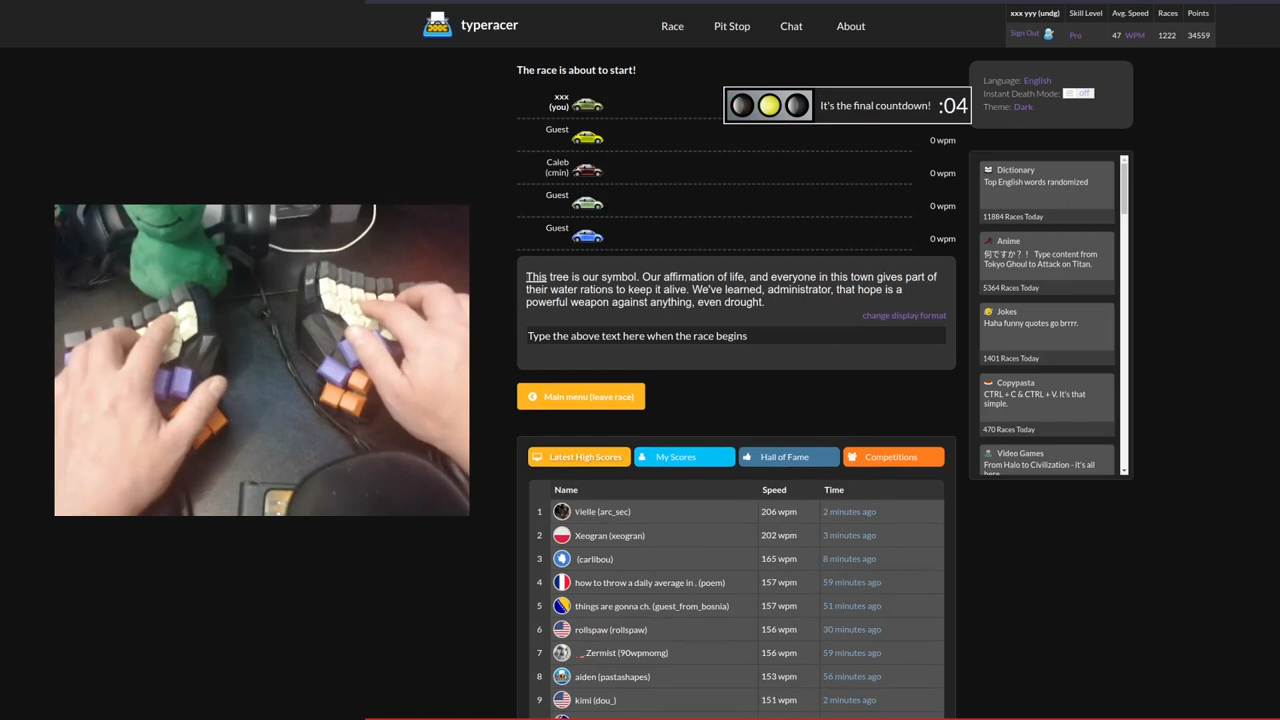 typeracer
Race
Pit Stop
Chat
About
xxx yyy (undg)
Skill Level
Avg. Speed
Races
Points
Sign Out
Pro
47 WPM
1222
34559
The race is about to start!
xxx
(you)
It's the final countdown! :04
Guest
0 wpm
Caleb
(cmin)
0 wpm
Guest
0 wpm
Guest
0 wpm
This tree is our symbol. Our affirmation of life, and everyone in this town gives part of
their water rations to keep it alive. We've learned, administrator, that hope is a
powerful weapon against anything, even drought.
change display format
Type the above text here when the race begins
Main menu (leave race)
Language: English
Instant Death Mode: off
Theme: Dark
Dictionary
Top English words randomized
11884 Races Today
Anime
何ですか？！ Type content from
Tokyo Ghoul to Attack on Titan.
5364 Races Today
Jokes
Haha funny quotes go brrrr.
1401 Races Today
Copypasta
CTRL + C & CTRL + V. It's that
simple.
470 Races Today
Video Games
From Halo to Civilization - it's all
here
Latest High Scores
My Scores
Hall of Fame
Competitions
Name Speed Time
1 Vielle (arc_sec) 206 wpm 2 minutes ago
2 Xeogran (xeogran) 202 wpm 3 minutes ago
3 (carlibou) 165 wpm 8 minutes ago
4 how to throw a daily average in . (poem) 157 wpm 59 minutes ago
5 things are gonna ch. (guest_from_bosnia) 157 wpm 51 minutes ago
6 rollspaw (rollspaw) 156 wpm 30 minutes ago
7 Zermist (90wpmomg) 156 wpm 59 minutes ago
8 aiden (pastashapes) 153 wpm 56 minutes ago
9 kimi (dou_) 151 wpm 2 minutes ago